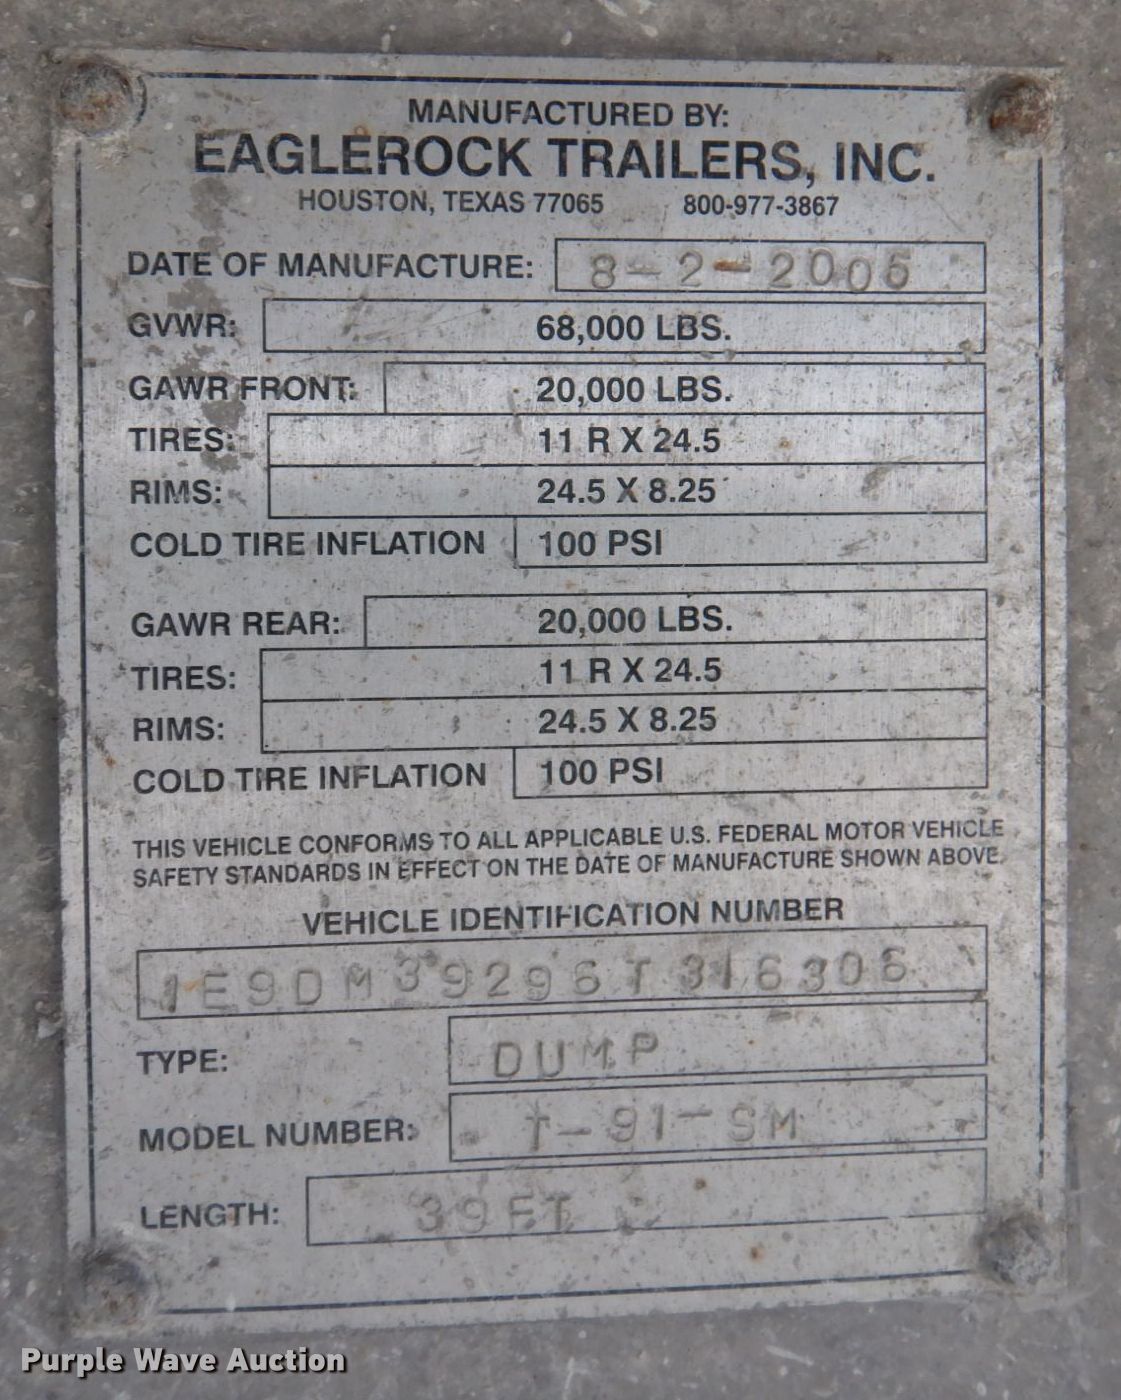 MANUFACTURED BY:
EAGLEROCK TRAILERS, INC.
HOUSTON, TEXAS 77065 800-977-3867
DATE OF MANUFACTURE: 8-2-2006
GVWR: 68,000 LBS.
GAWR FRONT: 20,000 LBS.
TIRES: 11 R X 24.5
RIMS: 24.5 X 8.25
COLD TIRE INFLATION 100 PSI
GAWR REAR: 20,000 LBS.
TIRES: 11 R X 24.5
RIMS: 24.5 X 8.25
COLD TIRE INFLATION 100 PSI
THIS VEHICLE CONFORMS TO ALL APPLICABLE U.S. FEDERAL MOTOR VEHICLE
SAFETY STANDARDS IN EFFECT ON THE DATE OF MANUFACTURE SHOWN ABOVE.
VEHICLE IDENTIFICATION NUMBER
1E9DM39296T316306
TYPE: DUMP
MODEL NUMBER: T-91-SM
LENGTH: 39FT
Purple Wave Auction